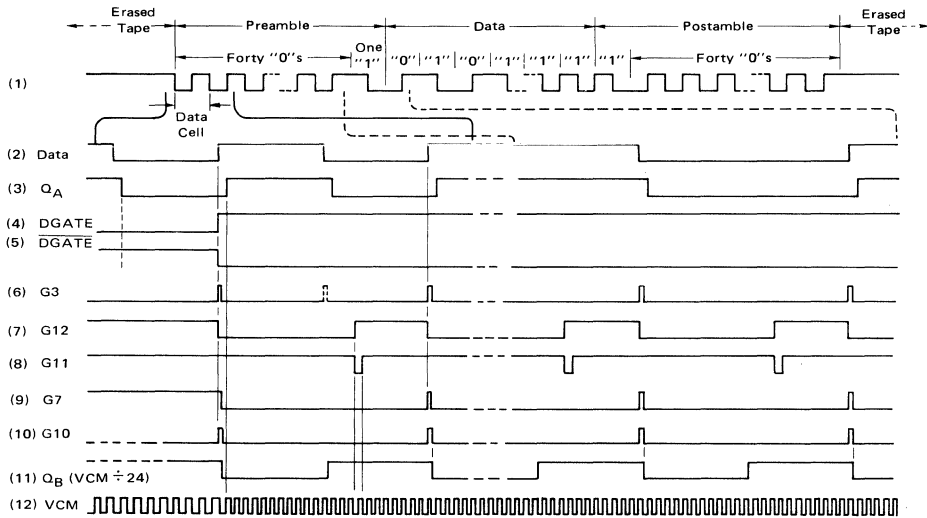 Erased Tape
Preamble
Data
Postamble
Erased Tape
Forty "0"s
One "1"
"0" "1" "0" "1" "1" "1" "1"
Forty "0"s
(1)
Data Cell
(2) Data
(3) QA
(4) DGATE
(5) DGATE
(6) G3
(7) G12
(8) G11
(9) G7
(10) G10
(11) QB (VCM ÷ 24)
(12) VCM